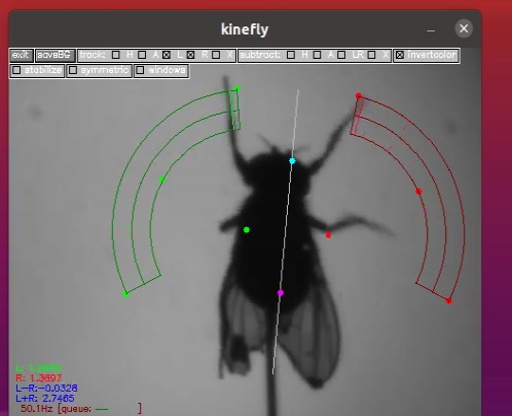 kinefly
exit saveBG track: H A L R X subtract: H A LR X invertcolor
stabilize symmetric windows
L:
R: 1.3897
L-R:-0.0328
L+R: 2.7465
50.1Hz [queue: — ]